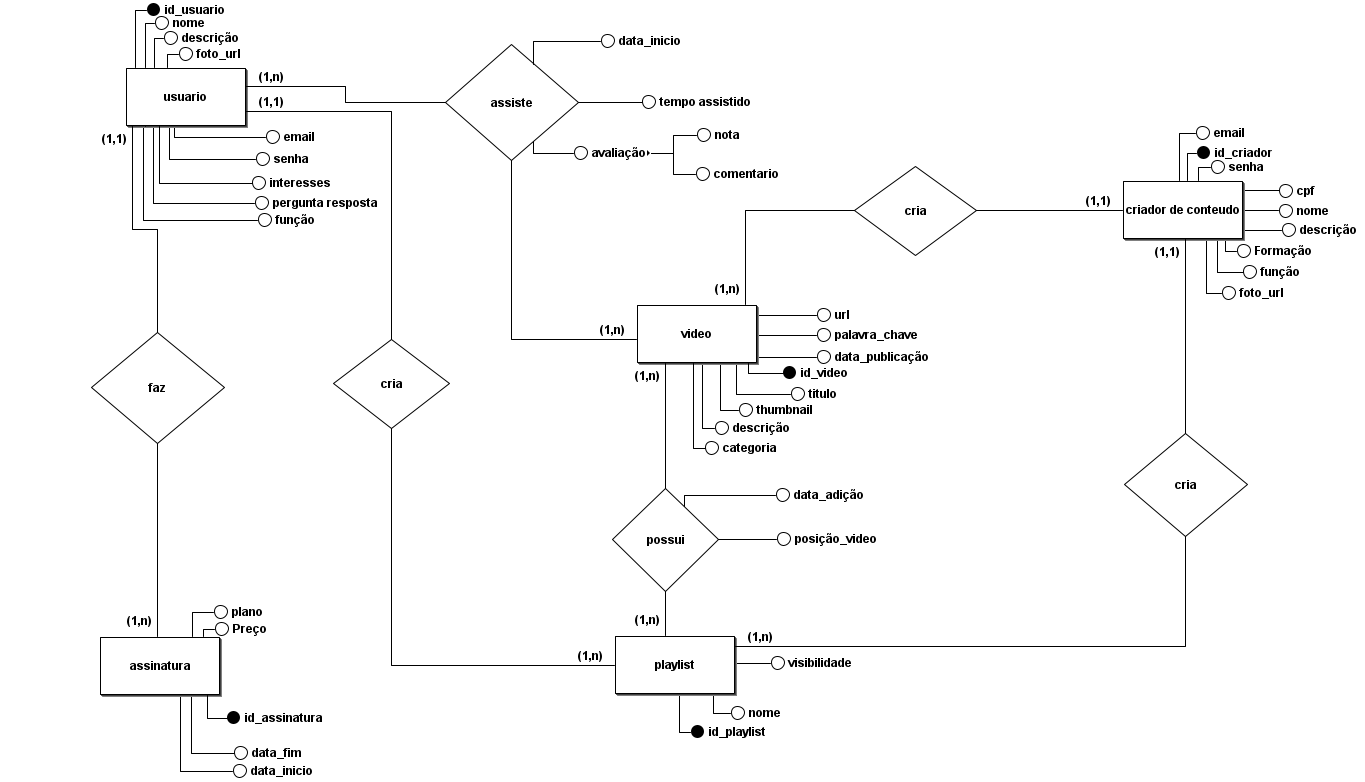 id_usuario
nome
descrição
foto_url
usuario
(1,n)
(1,1)
(1,1)
email
senha
interesses
pergunta resposta
função
assiste
data_inicio
tempo assistido
avaliação
nota
comentario
cria
(1,1)
(1,n)
email
id_criador
senha
criador de conteudo
cpf
nome
descrição
Formação
função
foto_url
(1,1)
(1,n)
video
url
palavra_chave
data_publicação
id_video
titulo
thumbnail
descrição
categoria
(1,n)
faz
cria
cria
possui
data_adição
posição_video
(1,n)
plano
Preço
assinatura
id_assinatura
data_fim
data_inicio
(1,n)
(1,n)
(1,n)
playlist
visibilidade
nome
id_playlist